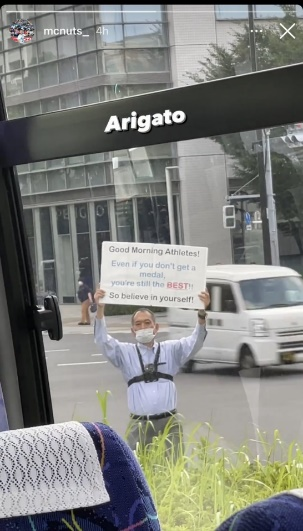 mcnuts_ 4h
Arigato
Good Morning Athletes!
Even if you don't get a
medal,
you're still the BEST!!
So believe in yourself!